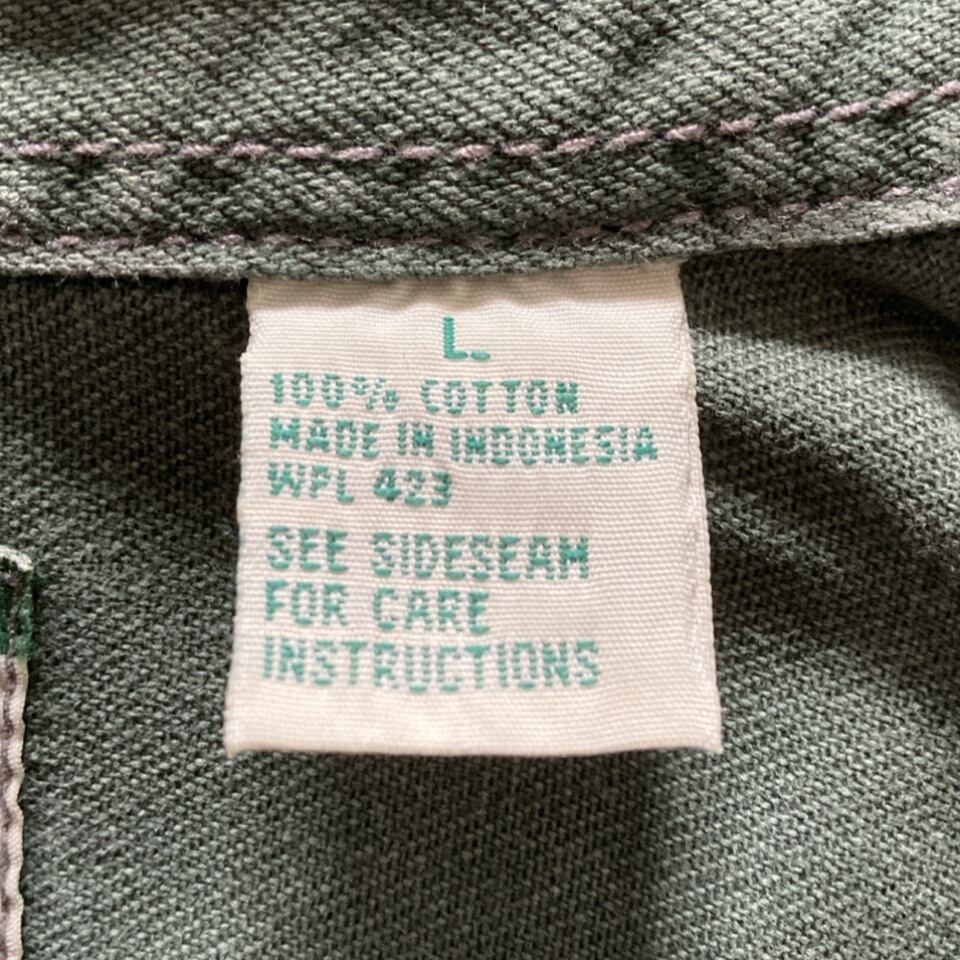 L.
100% COTTON
MADE IN INDONESIA
WPL 423
SEE SIDESEAM
FOR CARE
INSTRUCTIONS